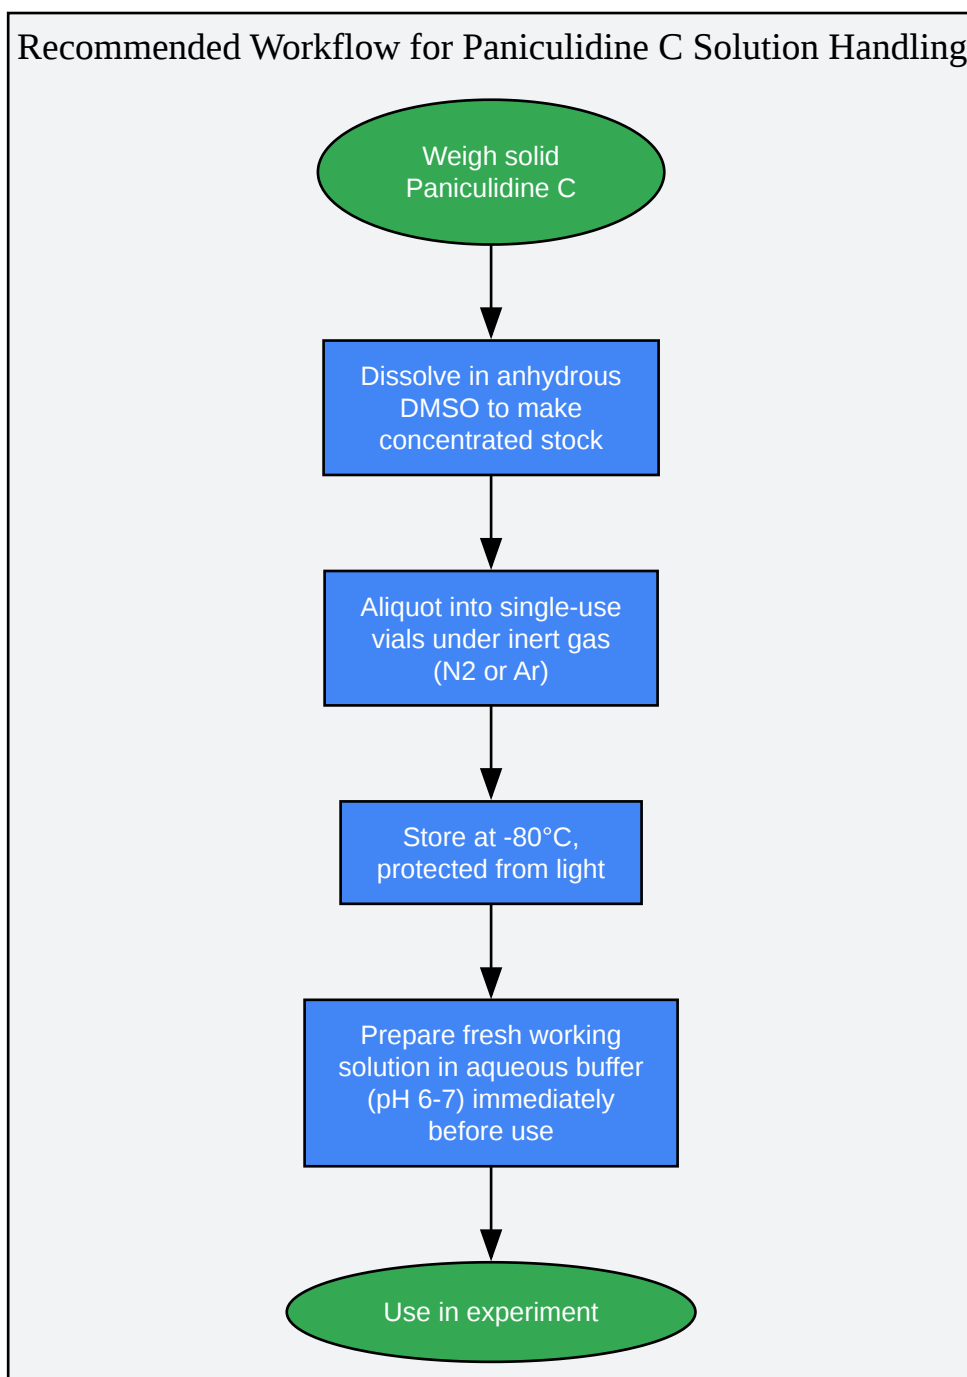 Recommended Workflow for Paniculidine C Solution Handling
Weigh solid
Paniculidine C
Dissolve in anhydrous
DMSO to make
concentrated stock
Aliquot into single-use
vials under inert gas
(N2 or Ar)
Store at -80°C,
protected from light
Prepare fresh working
solution in aqueous buffer
(pH 6-7) immediately
before use
Use in experiment